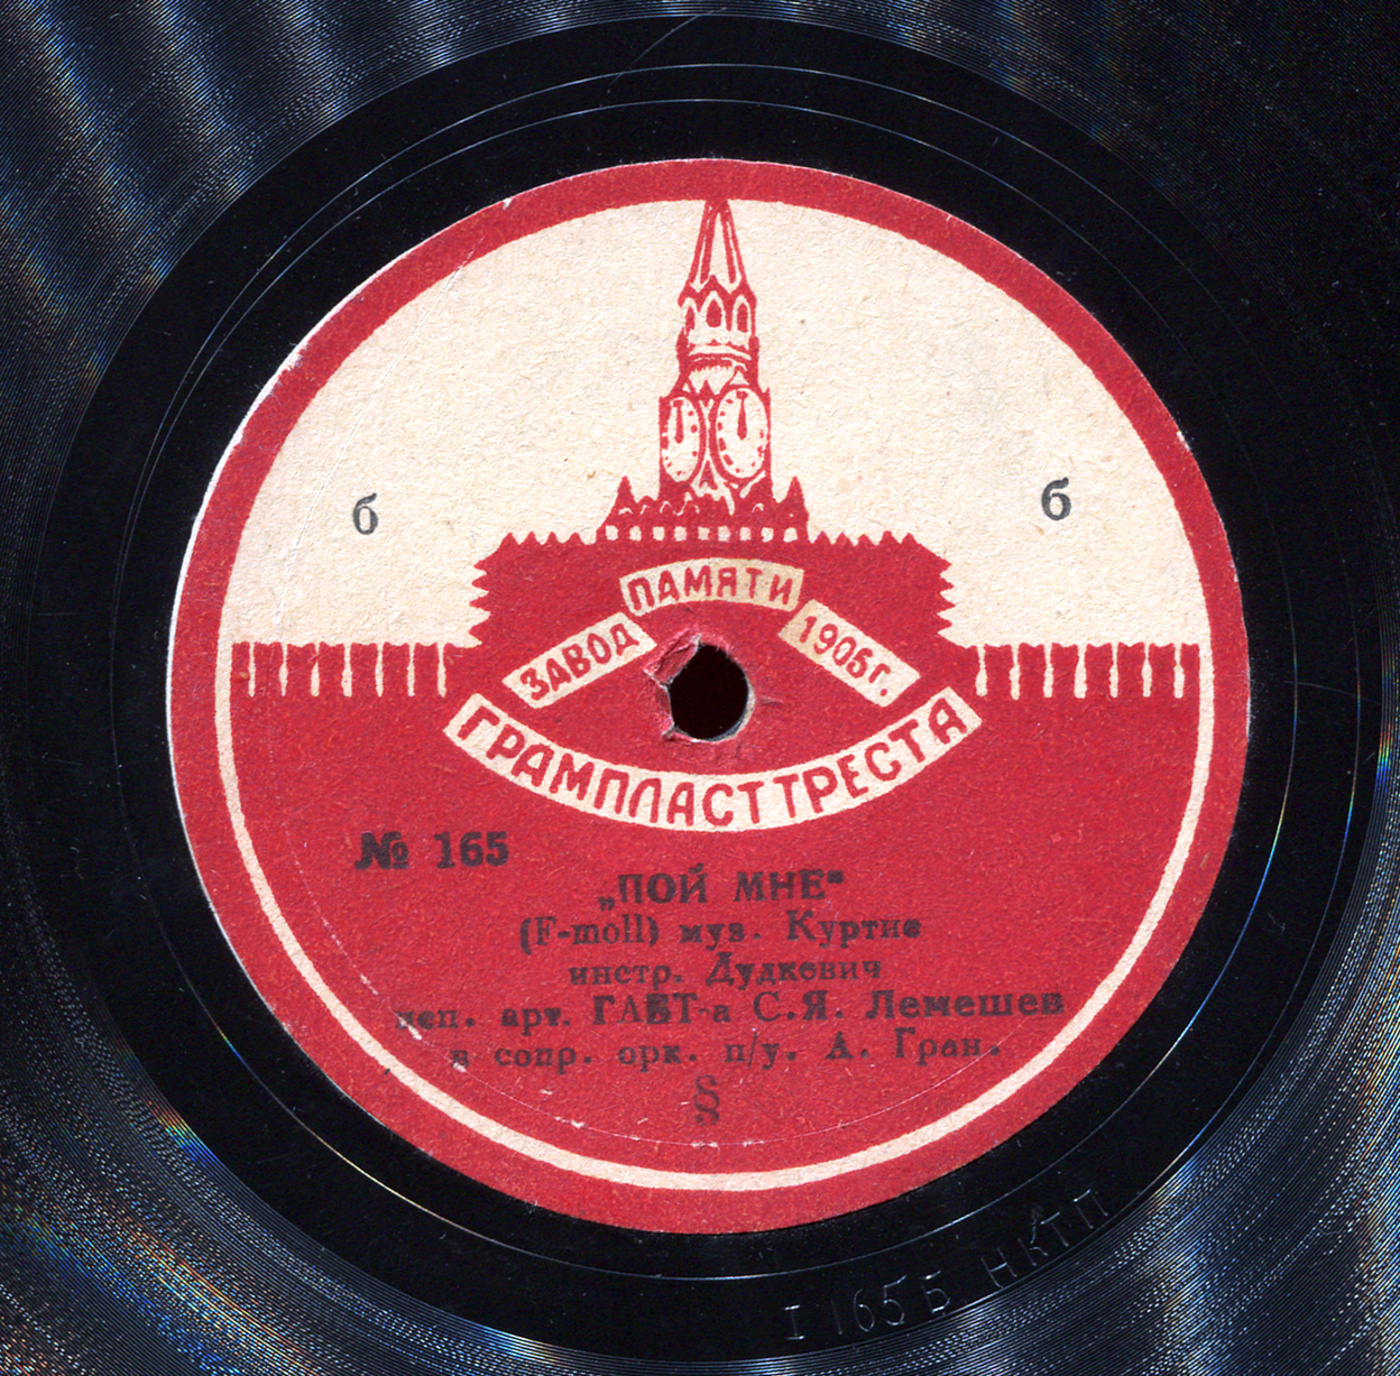 б б
ПАМЯТИ
ЗАВОД 1905г.
ГРАМПЛАСТТРЕСТА
№ 165
„ПОЙ МНЕ“
(F-moll) муз. Куртис
инстр. Дудкевич
исп. арт. ГАБТ-а С.Я. Лемешев
в сопр. орк. п/у. А. Гран.
§
I 165 Б НКТП